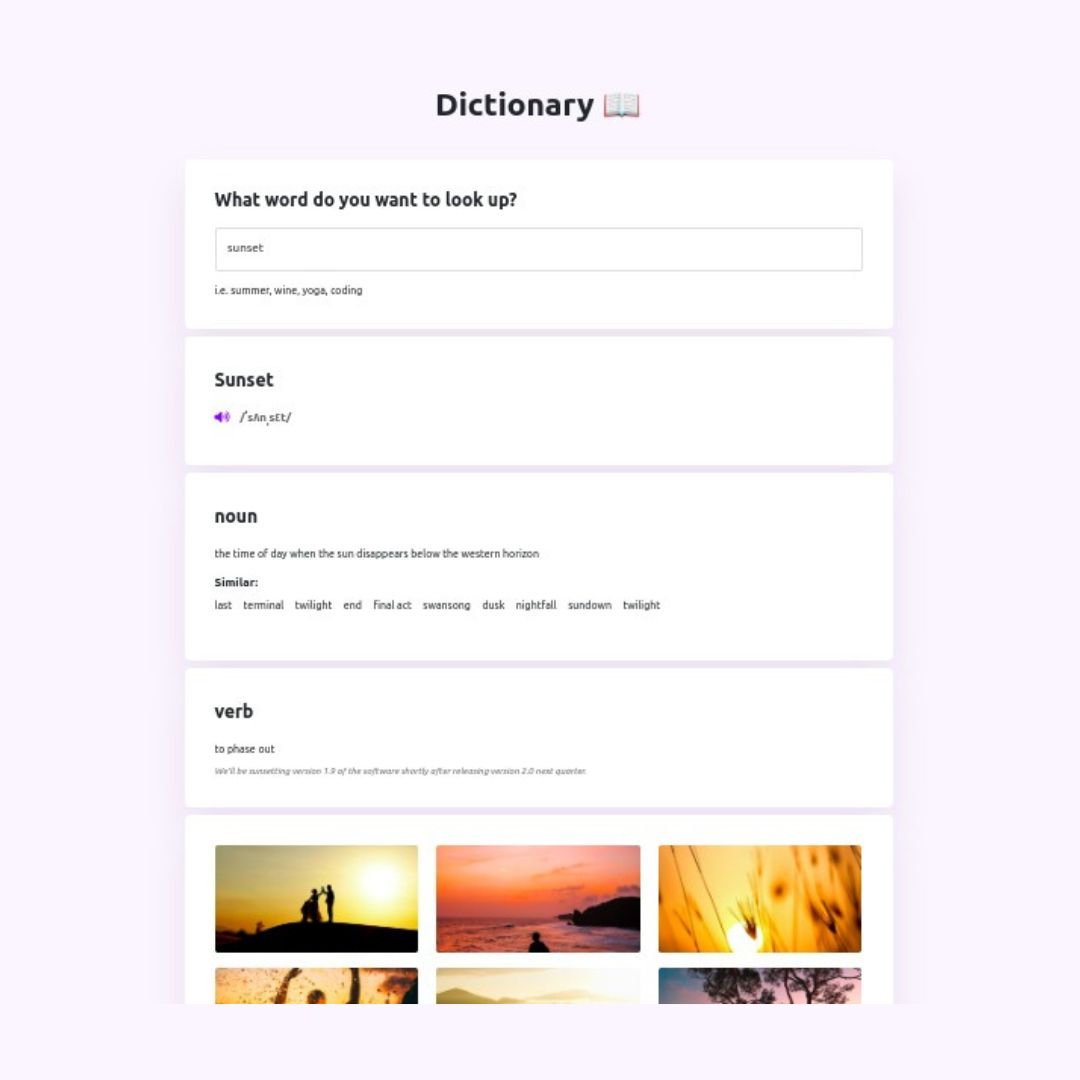 Dictionary 📖
What word do you want to look up?
sunset
i.e. summer, wine, yoga, coding
Sunset
/ˈsʌnˌsɛt/
noun
the time of day when the sun disappears below the western horizon
Similar:
last terminal twilight end final act swansong dusk nightfall sundown twilight
verb
to phase out
We'll be sunsetting version 1.9 of the software shortly after releasing version 2.0 next quarter.